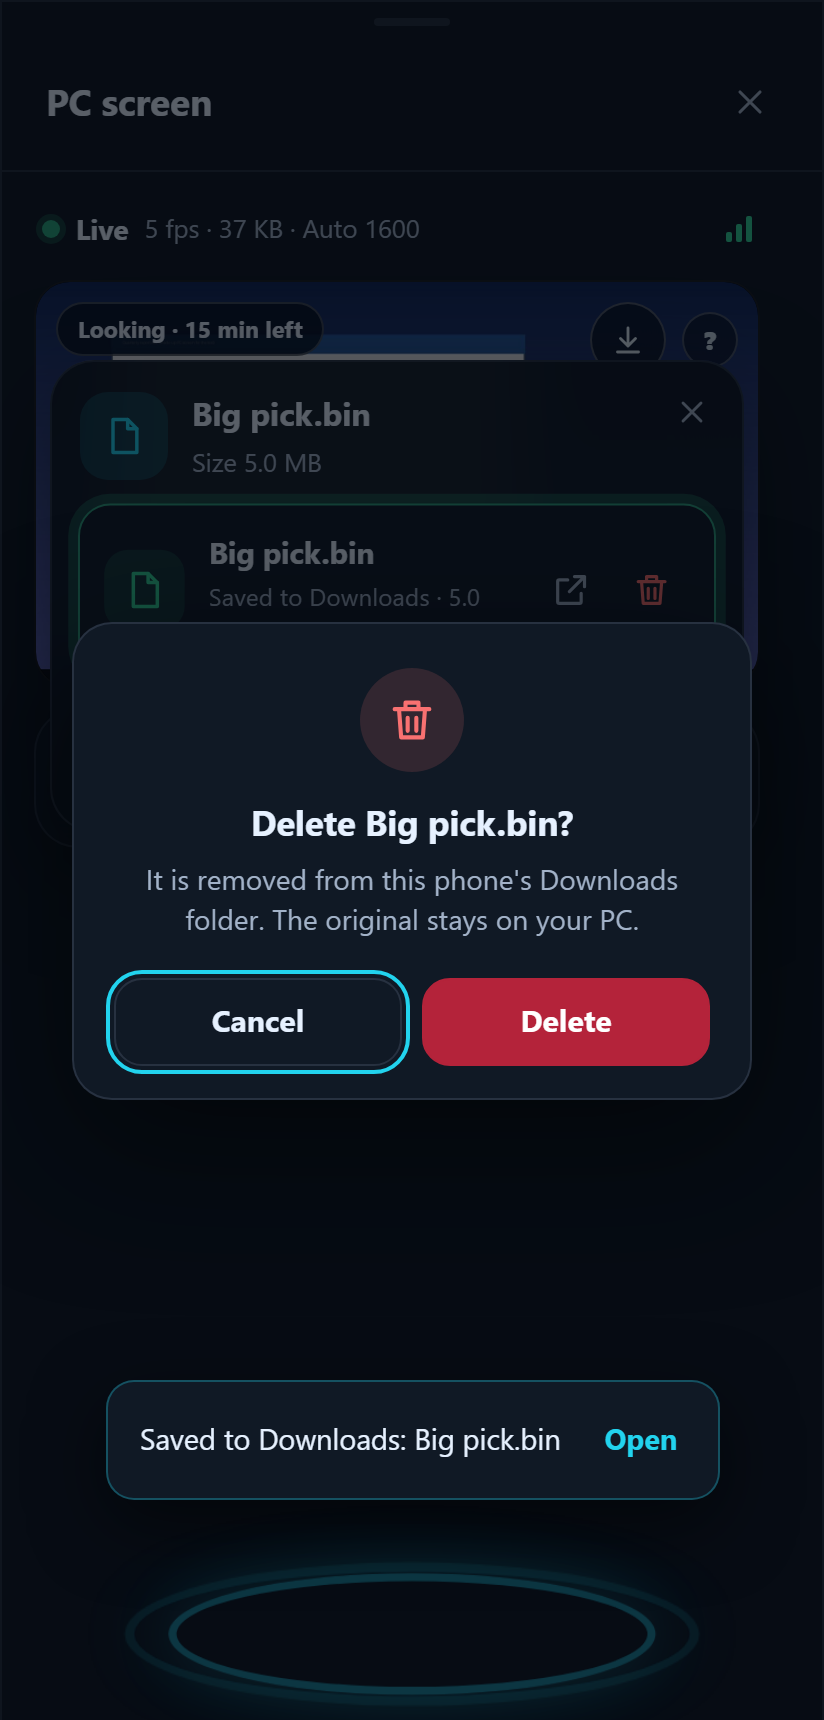 PC screen
Live 5 fps · 37 KB · Auto 1600
Looking · 15 min left
?
Big pick.bin
Size 5.0 MB
Big pick.bin
Saved to Downloads · 5.0
Delete Big pick.bin?
It is removed from this phone's Downloads
folder. The original stays on your PC.
Cancel
Delete
Saved to Downloads: Big pick.bin
Open